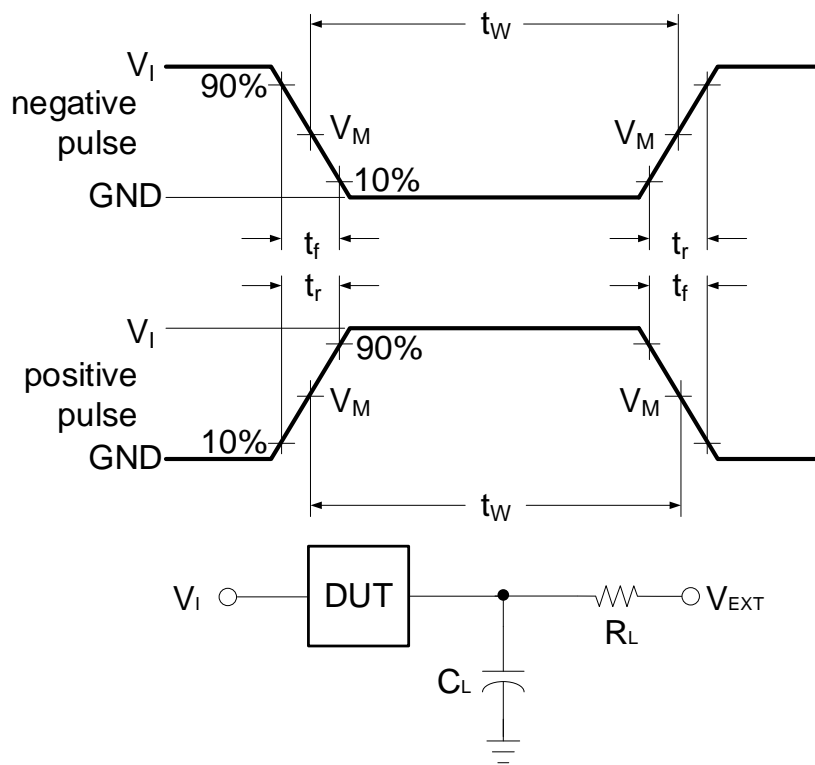 tW
VI
90%
negative
pulse
VM
VM
10%
GND
tf
tr
tr
tf
VI
90%
positive
pulse
VM
VM
10%
GND
tW
VI
DUT
VEXT
RL
CL